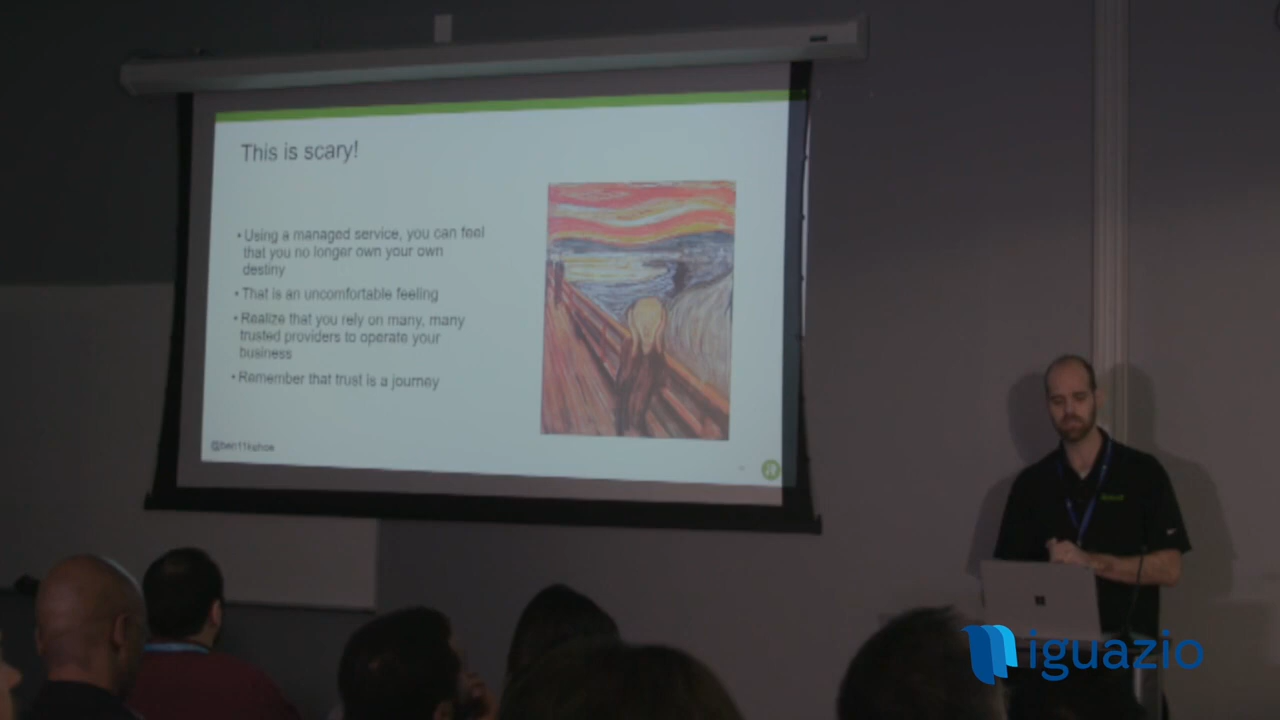 This is scary!
• Using a managed service, you can feel
that you no longer own your own
destiny
• That is an uncomfortable feeling
• Realize that you rely on many, many
trusted providers to operate your
business
• Remember that trust is a journey
@ben11kehoe
iguazio